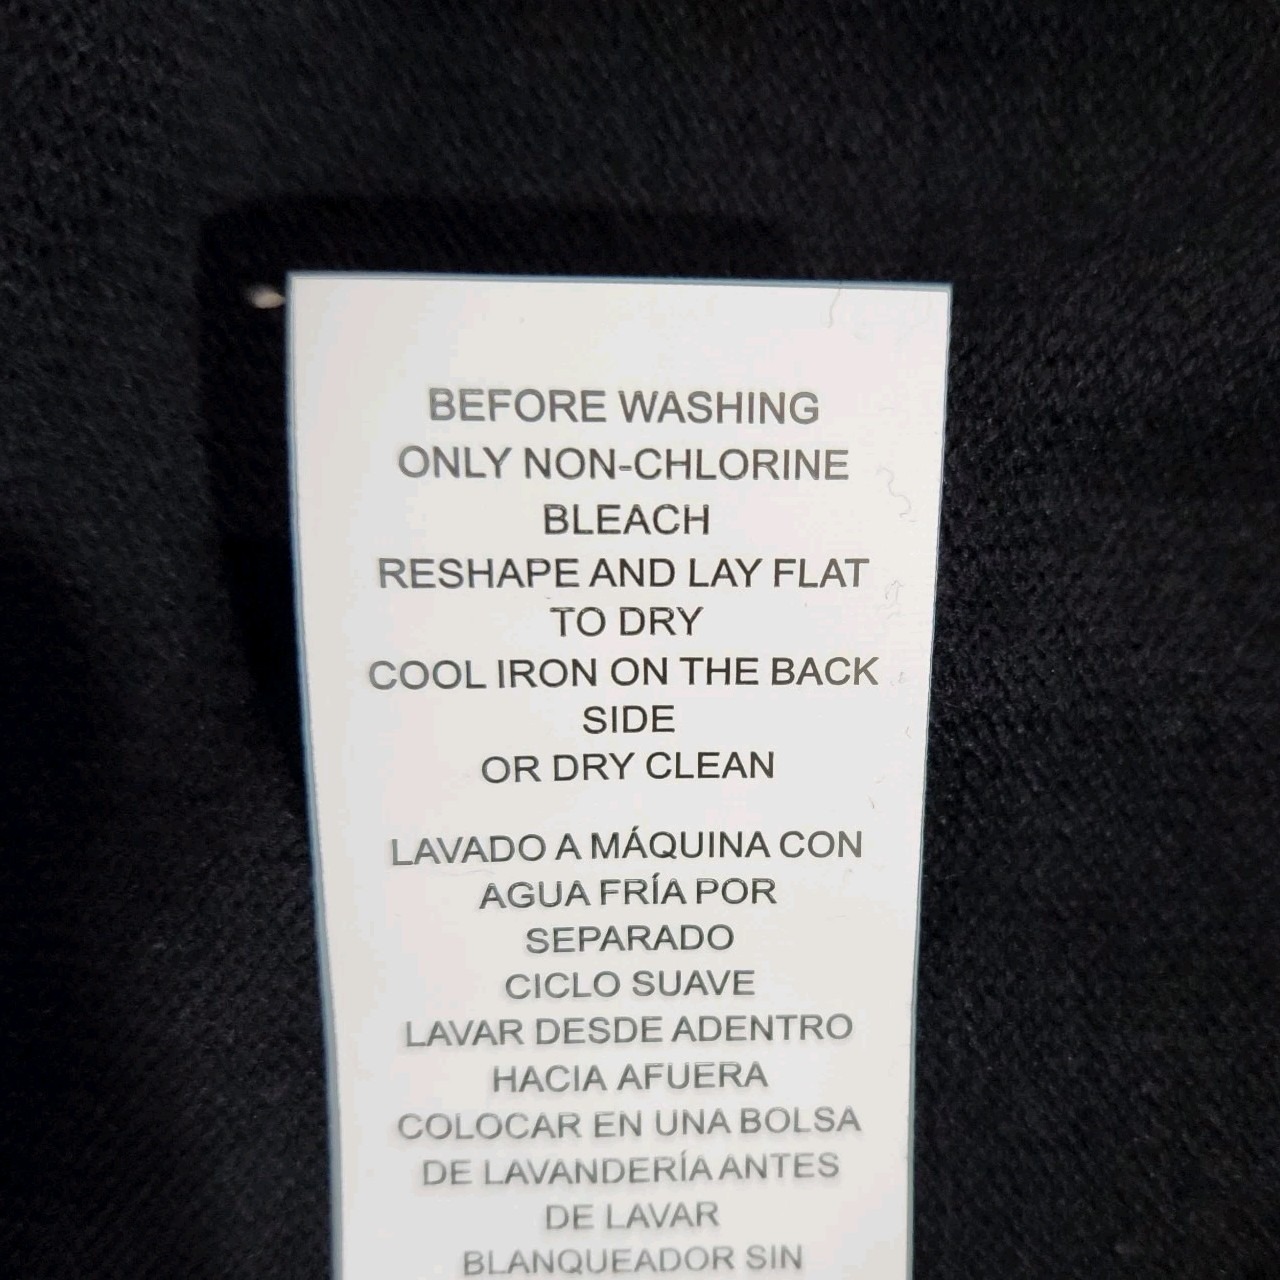 BEFORE WASHING
ONLY NON-CHLORINE
BLEACH
RESHAPE AND LAY FLAT
TO DRY
COOL IRON ON THE BACK
SIDE
OR DRY CLEAN
LAVADO A MÁQUINA CON
AGUA FRÍA POR
SEPARADO
CICLO SUAVE
LAVAR DESDE ADENTRO
HACIA AFUERA
COLOCAR EN UNA BOLSA
DE LAVANDERÍA ANTES
DE LAVAR
BLANQUEADOR SIN